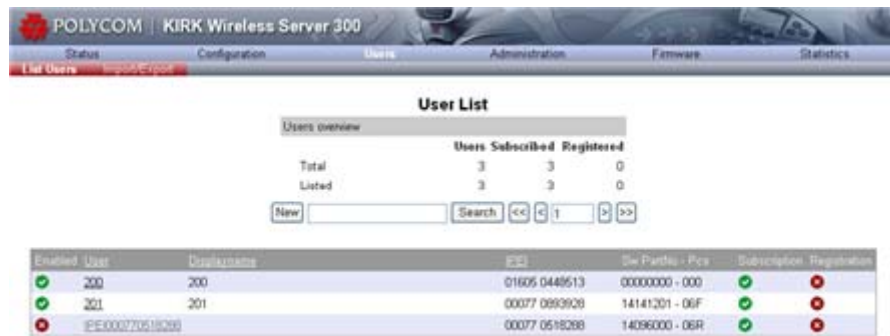 POLYCOM | KIRK Wireless Server 300
Status Configuration Users Administration Firmware Statistics
List Users Import/Export
User List
Users overview
Users Subscribed Registered
Total 3 3 0
Listed 3 3 0
New Search << < 1 > >>
Enabled User Displayname IPEI Sw PartNo - Pcs Subscription Registration
200 200 01605 0448513 00000000 - 000
201 201 00077 0893928 14141201 - 06F
IPEI000770518288 00077 0518288 14096000 - 06R